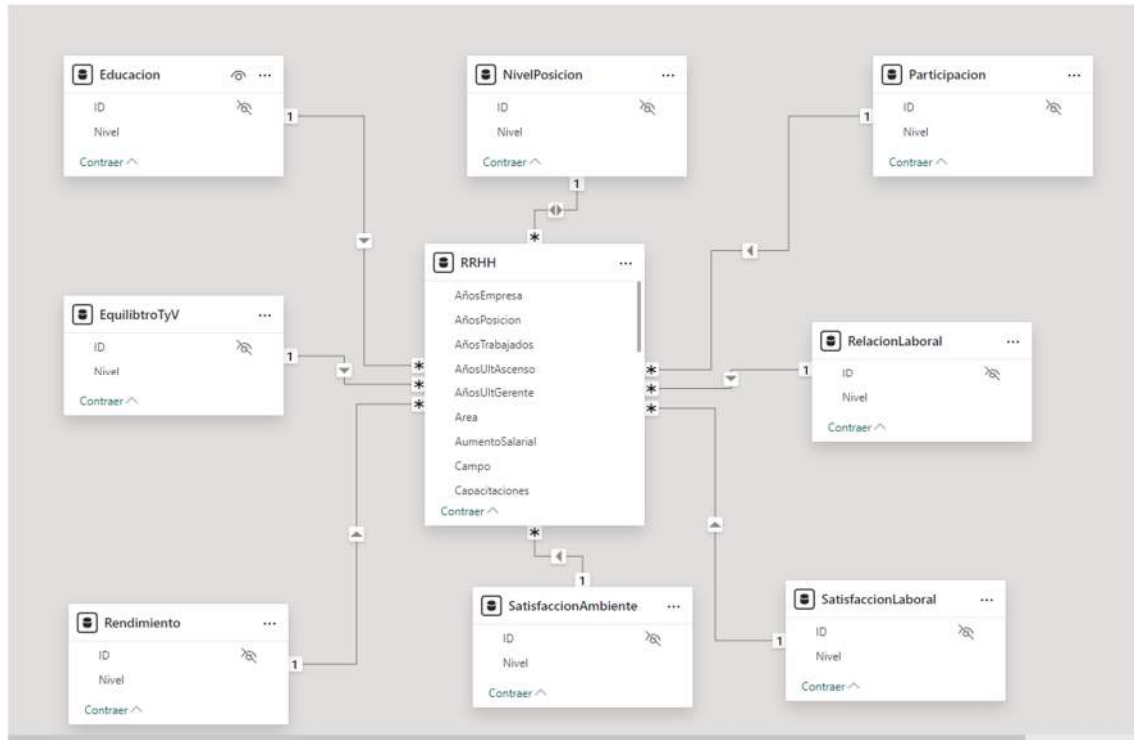 Educacion
ID
Nivel
Contraer
1
NivelPosicion
ID
Nivel
Contraer
1
*
Participacion
ID
Nivel
Contraer
1
RRHH
AñosEmpresa
AñosPosicion
AñosTrabajados
AñosUltAscenso
AñosUltGerente
Area
AumentoSalarial
Campo
Capacitaciones
Contraer
*
*
*
*
*
*
*
EquilibtroTyV
ID
Nivel
Contraer
1
RelacionLaboral
ID
Nivel
Contraer
1
Rendimiento
ID
Nivel
Contraer
1
SatisfaccionAmbiente
ID
Nivel
Contraer
1
SatisfaccionLaboral
ID
Nivel
Contraer
1